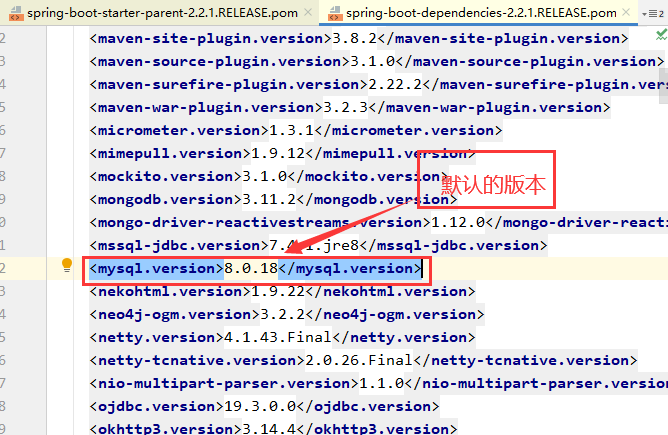 spring-boot-starter-parent-2.2.1.RELEASE.pom
spring-boot-dependencies-2.2.1.RELEASE.pom
2
<maven-site-plugin.version>3.8.2</maven-site-plugin.version>
<maven-source-plugin.version>3.1.0</maven-source-plugin.version>
<maven-surefire-plugin.version>2.22.2</maven-surefire-plugin.version>
<maven-war-plugin.version>3.2.3</maven-war-plugin.version>
<micrometer.version>1.3.1</micrometer.version>
<mimepull.version>1.9.12</mimepull.version>
<mockito.version>3.1.0</mockito.version>
默认的版本
<mongodb.version>3.11.2</mongodb.version>
<mongo-driver-reactivestreams.version>1.12.0</mongo-driver-reacti
<mssql-jdbc.version>7.4.1.jre8</mssql-jdbc.version>
<mysql.version>8.0.18</mysql.version>
<nekohtml.version>1.9.22</nekohtml.version>
<neo4j-ogm.version>3.2.2</neo4j-ogm.version>
<netty.version>4.1.43.Final</netty.version>
<netty-tcnative.version>2.0.26.Final</netty-tcnative.version>
<nio-multipart-parser.version>1.1.0</nio-multipart-parser.version
<ojdbc.version>19.3.0.0</ojdbc.version>
<okhttp3.version>3.14.4</okhttp3.version>